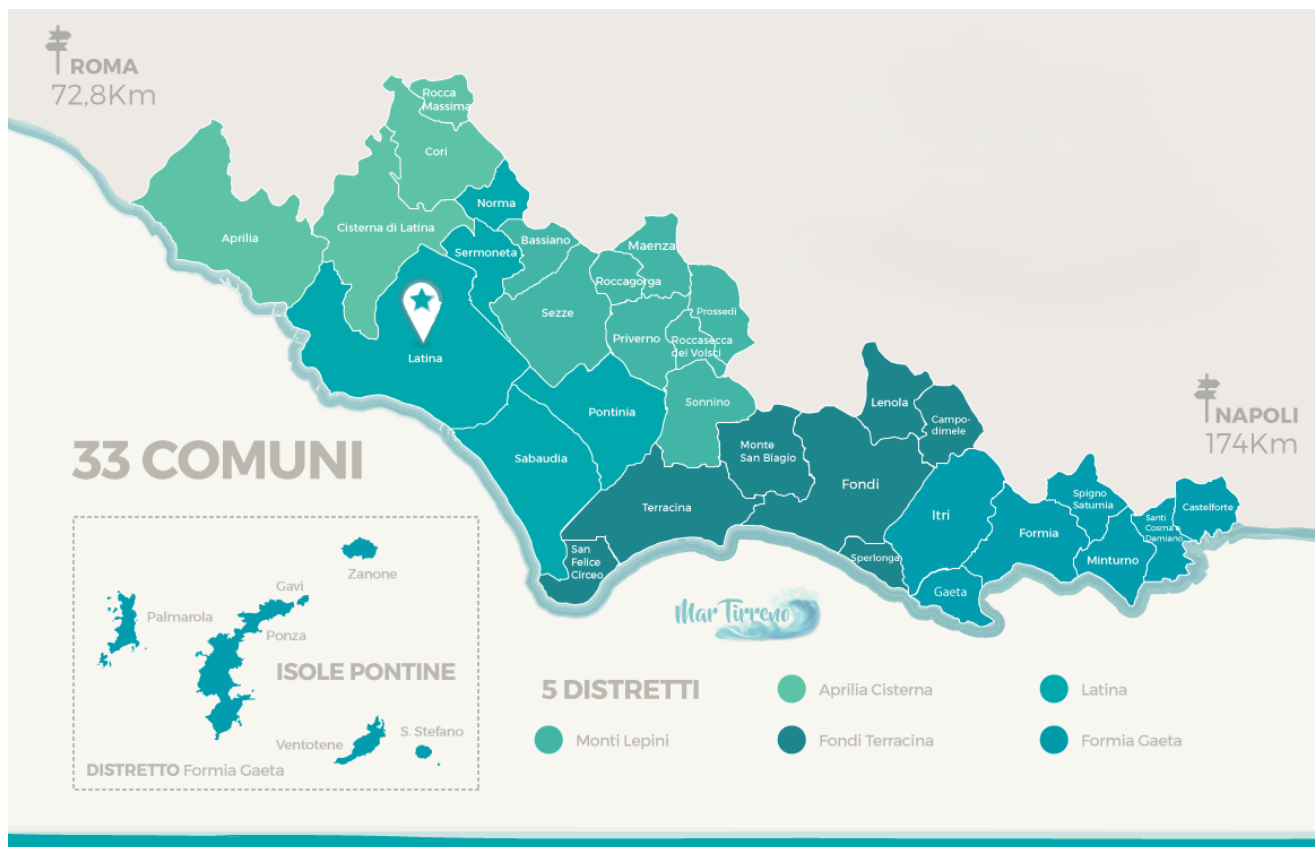 ROMA
72,8Km
Rocca
Massima
Cori
Norma
Cisterna di Latina
Aprilia
Sermoneta
Bassiano
Maenza
Roccagorga
Sezze
Prossedi
Priverno
Roccasecca
dei Volsci
Latina
Pontinia
Sonnino
Lenola
Campo-
dimele
NAPOLI
174Km
33 COMUNI
Sabaudia
Monte
San Biagio
Fondi
Terracina
Itri
Formia
Spigno
Saturnia
Santi
Cosma e
Damiano
Castelforte
San
Felice
Circeo
Sperlonga
Minturno
Gaeta
Mar Tirreno
Zanone
Gavi
Palmarola
Ponza
ISOLE PONTINE
S. Stefano
Ventotene
DISTRETTO Formia Gaeta
5 DISTRETTI
Aprilia Cisterna
Latina
Monti Lepini
Fondi Terracina
Formia Gaeta